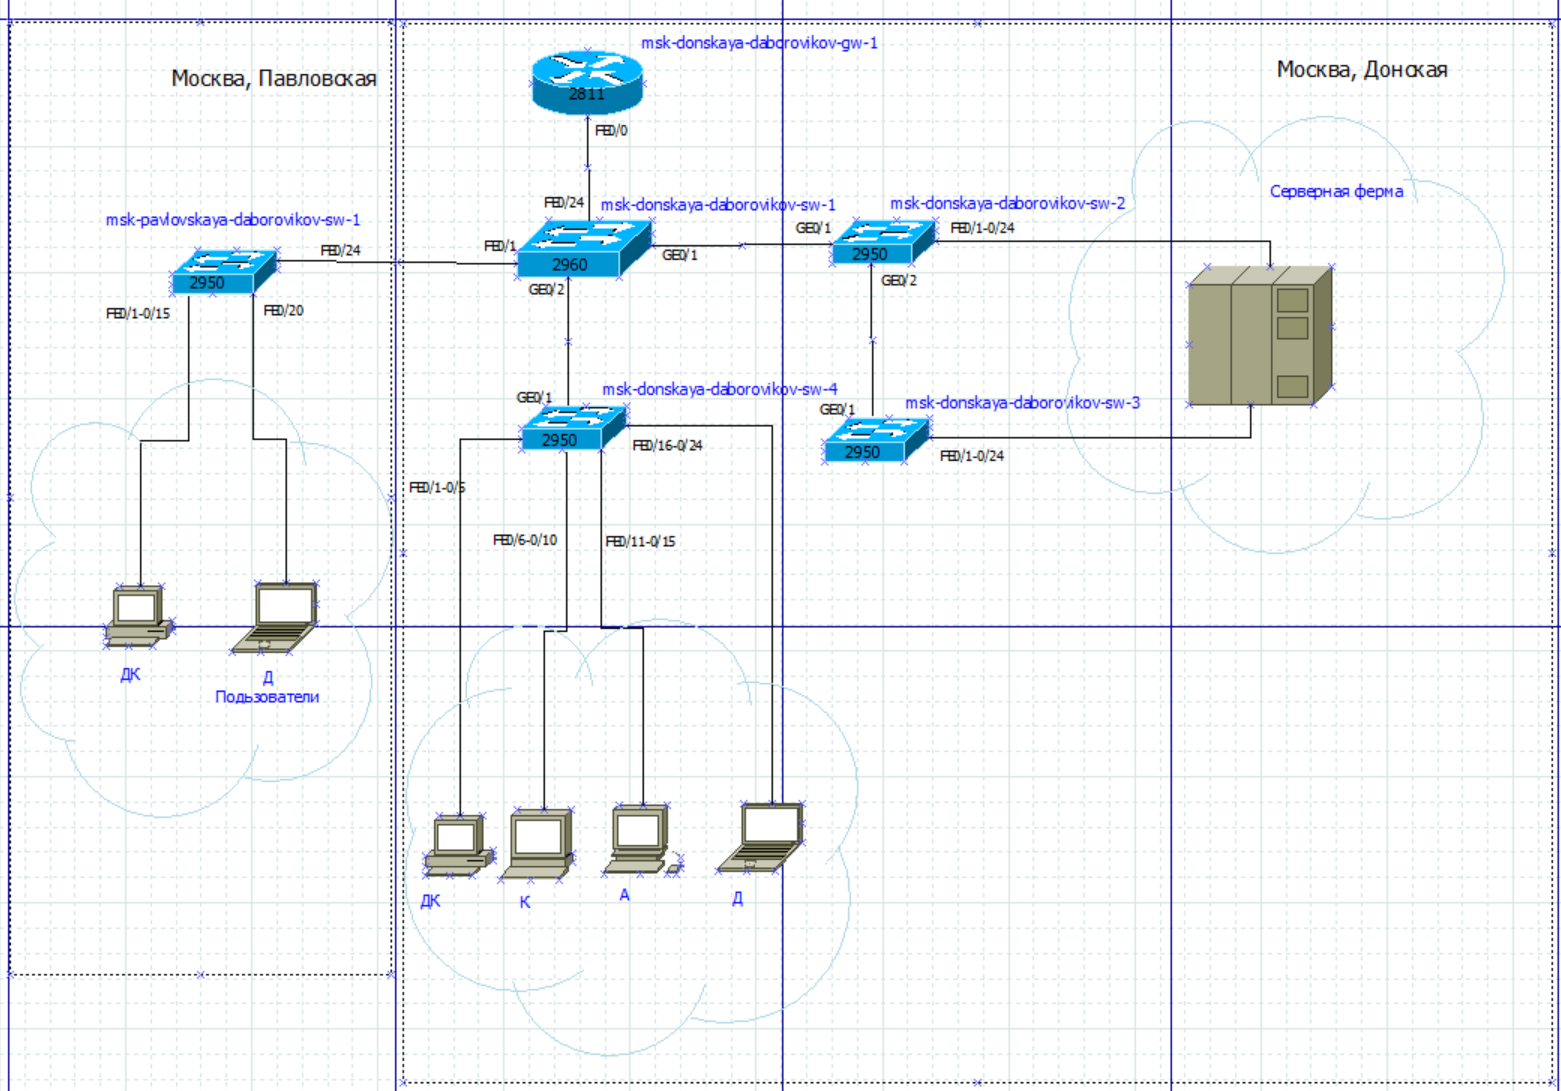 Москва, Павловская
msk-donskaya-daborovikov-gw-1
Москва, Донская
2811
FE0/0
Серверная ферма
msk-pavlovskaya-daborovikov-sw-1
FE0/24
msk-donskaya-daborovikov-sw-1
msk-donskaya-daborovikov-sw-2
FE0/24
FE0/1
2960
GE0/1
GE0/1
2950
FE0/1-0/24
2950
GE0/2
GE0/2
FE0/1-0/15
FE0/20
GE0/1
msk-donskaya-daborovikov-sw-4
GE0/1
msk-donskaya-daborovikov-sw-3
2950
FE0/16-0/24
2950
FE0/1-0/24
FE0/1-0/5
FE0/6-0/10
FE0/11-0/15
ДК
Д
Пользователи
ДК
К
А
Д